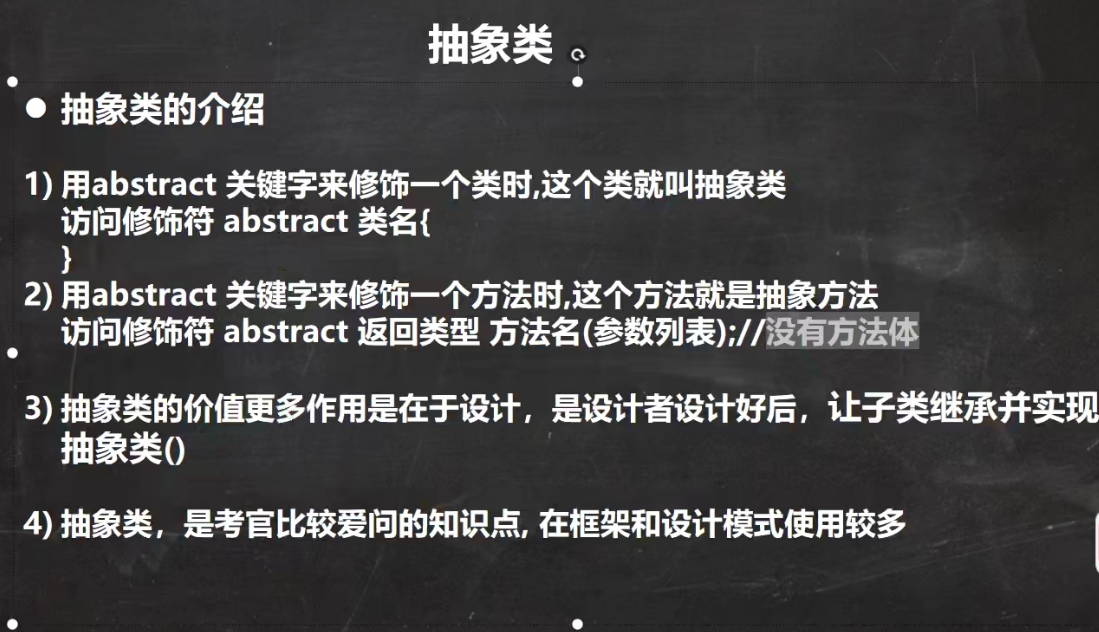 抽象类
● 抽象类的介绍
1) 用abstract 关键字来修饰一个类时,这个类就叫抽象类
访问修饰符 abstract 类名{
}
2) 用abstract 关键字来修饰一个方法时,这个方法就是抽象方法
访问修饰符 abstract 返回类型 方法名(参数列表);//没有方法体
3) 抽象类的价值更多作用是在于设计，是设计者设计好后，让子类继承并实现
抽象类()
4) 抽象类，是考官比较爱问的知识点, 在框架和设计模式使用较多